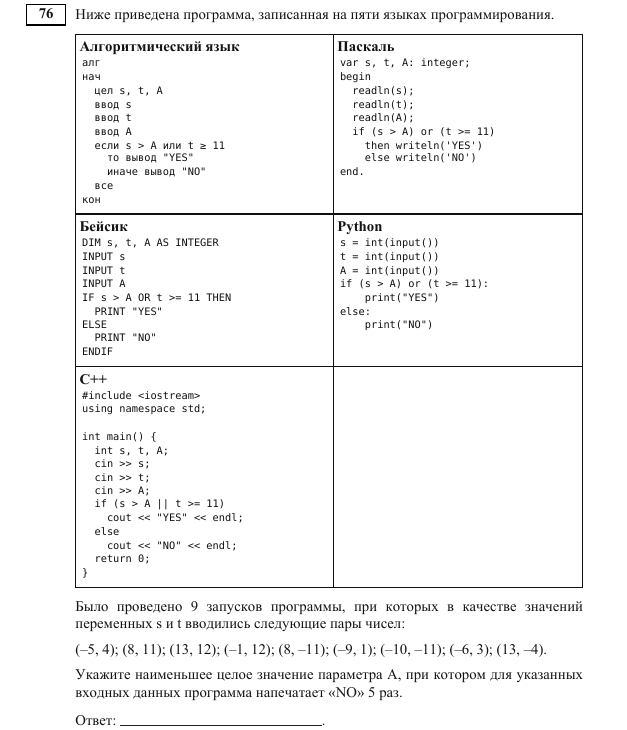 76 Ниже приведена программа, записанная на пяти языках программирования.
Алгоритмический язык
алг
нач
  цел s, t, A
  ввод s
  ввод t
  ввод A
  если s > A или t ≥ 11
    то вывод "YES"
    иначе вывод "NO"
  все
кон
Паскаль
var s, t, A: integer;
begin
  readln(s);
  readln(t);
  readln(A);
  if (s > A) or (t >= 11)
    then writeln('YES')
    else writeln('NO')
end.
Бейсик
DIM s, t, A AS INTEGER
INPUT s
INPUT t
INPUT A
IF s > A OR t >= 11 THEN
  PRINT "YES"
ELSE
  PRINT "NO"
ENDIF
Python
s = int(input())
t = int(input())
A = int(input())
if (s > A) or (t >= 11):
    print("YES")
else:
    print("NO")
C++
#include <iostream>
using namespace std;

int main() {
  int s, t, A;
  cin >> s;
  cin >> t;
  cin >> A;
  if (s > A || t >= 11)
    cout << "YES" << endl;
  else
    cout << "NO" << endl;
  return 0;
}
Было проведено 9 запусков программы, при которых в качестве значений
переменных s и t вводились следующие пары чисел:
(–5, 4); (8, 11); (13, 12); (–1, 12); (8, –11); (–9, 1); (–10, –11); (–6, 3); (13, –4).
Укажите наименьшее целое значение параметра А, при котором для указанных
входных данных программа напечатает «NO» 5 раз.
Ответ: ____________________________.